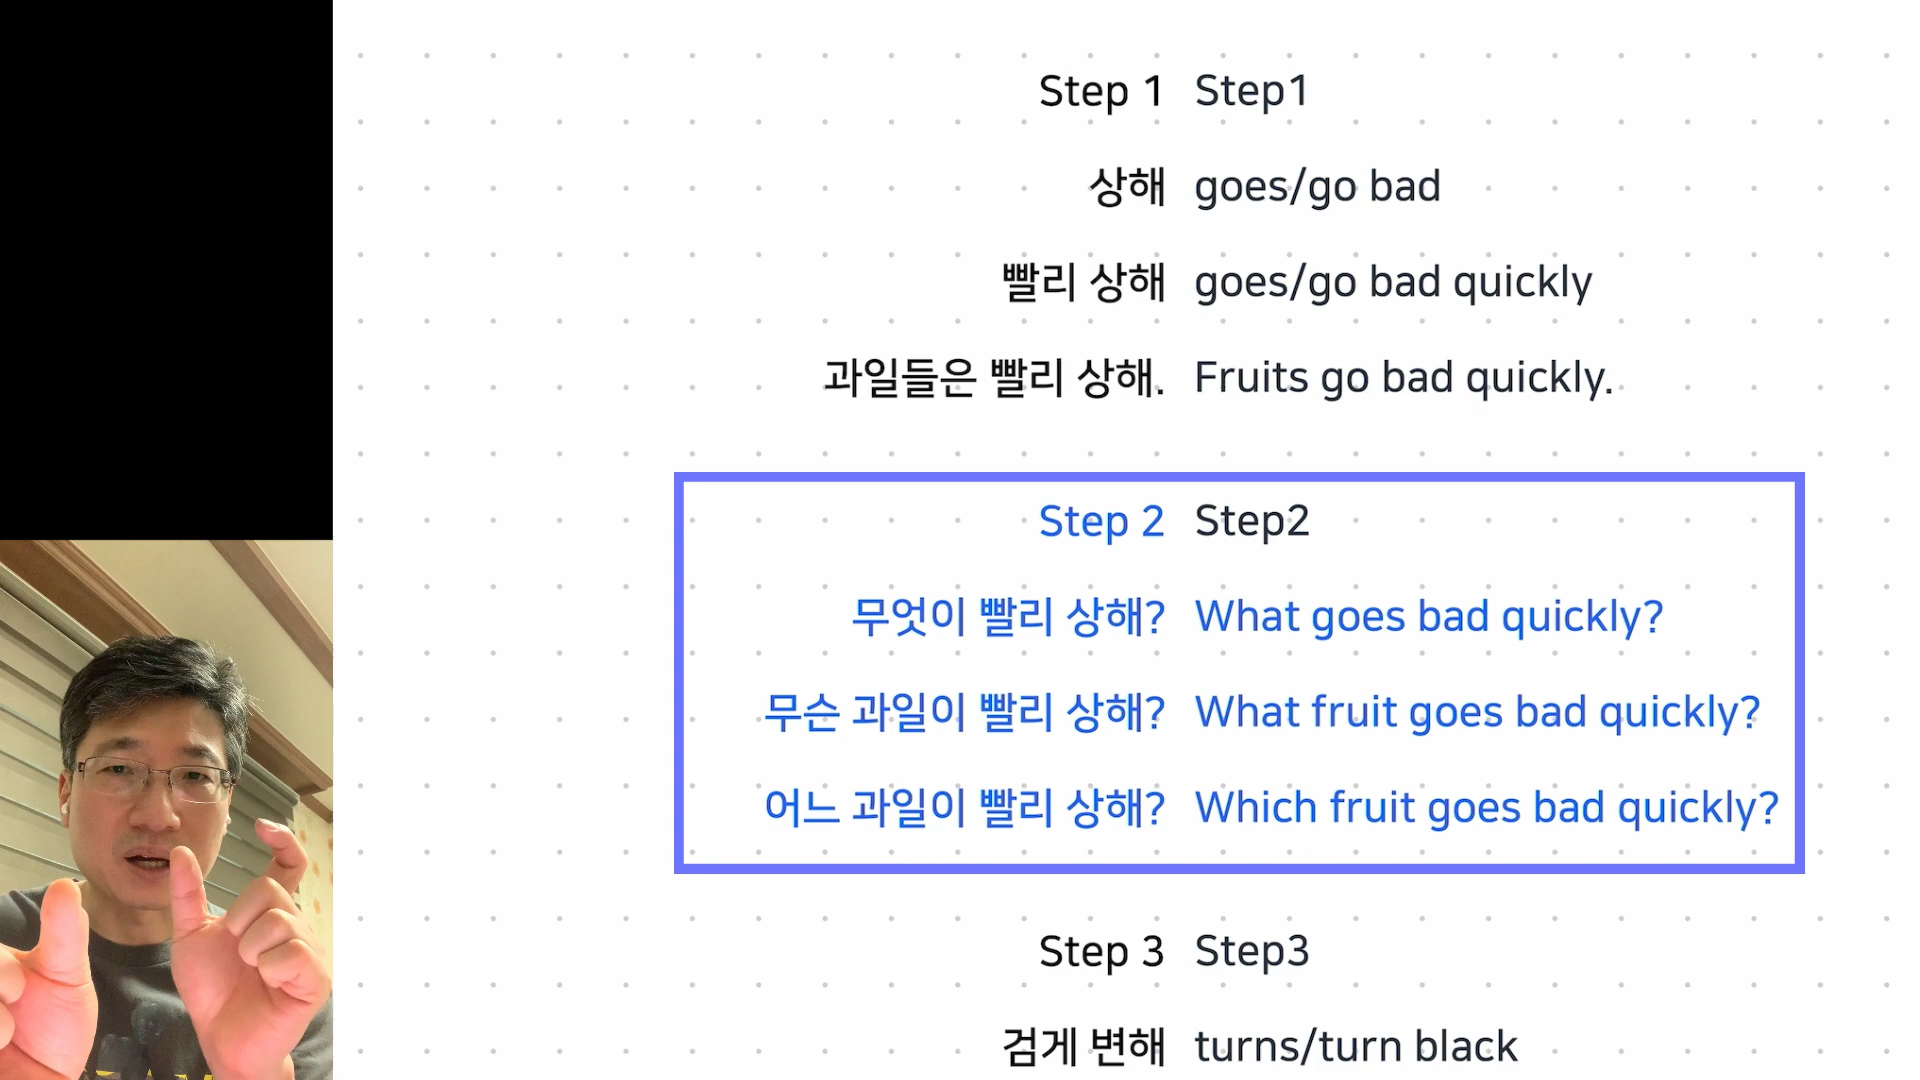 Step 1 Step1
상해 goes/go bad
빨리 상해 goes/go bad quickly
과일들은 빨리 상해. Fruits go bad quickly.
Step 2 Step2
무엇이 빨리 상해? What goes bad quickly?
무슨 과일이 빨리 상해? What fruit goes bad quickly?
어느 과일이 빨리 상해? Which fruit goes bad quickly?
Step 3 Step3
검게 변해 turns/turn black